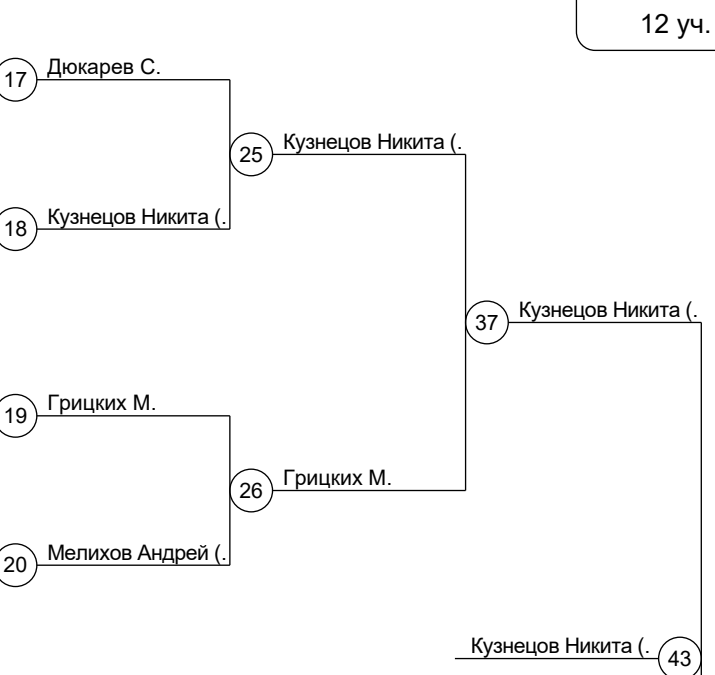 12 уч.
17 Дюкарев С.
25 Кузнецов Никита (.
18 Кузнецов Никита (.
37 Кузнецов Никита (.
19 Грицких М.
26 Грицких М.
20 Мелихов Андрей (.
Кузнецов Никита (. 43